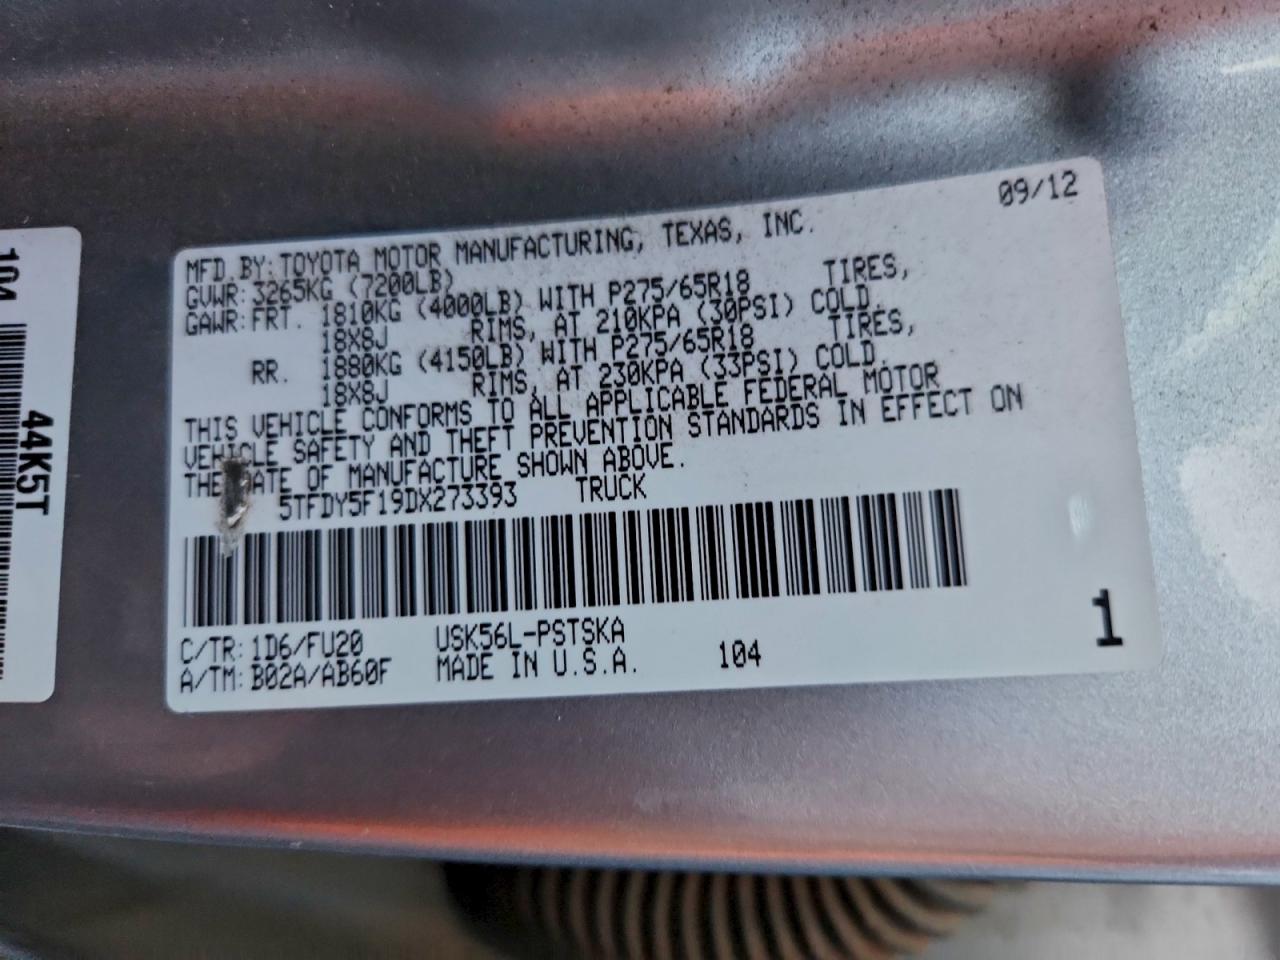 09/12
MFD.BY: TOYOTA MOTOR MANUFACTURING, TEXAS, INC.
GVWR: 3265KG (7200LB)
GAWR: FRT. 1810KG (4000LB) WITH P275/65R18 TIRES,
18X8J RIMS, AT 210KPA (30PSI) COLD.
RR. 1880KG (4150LB) WITH P275/65R18 TIRES,
18X8J RIMS, AT 230KPA (33PSI) COLD.
THIS VEHICLE CONFORMS TO ALL APPLICABLE FEDERAL MOTOR
VEHICLE SAFETY AND THEFT PREVENTION STANDARDS IN EFFECT ON
THE DATE OF MANUFACTURE SHOWN ABOVE.
5TFDY5F19DX273393 TRUCK
C/TR: 1D6/FU20 USK56L-PSTSKA
A/TM: B02A/AB60F MADE IN U.S.A. 104
1
104
44K5T